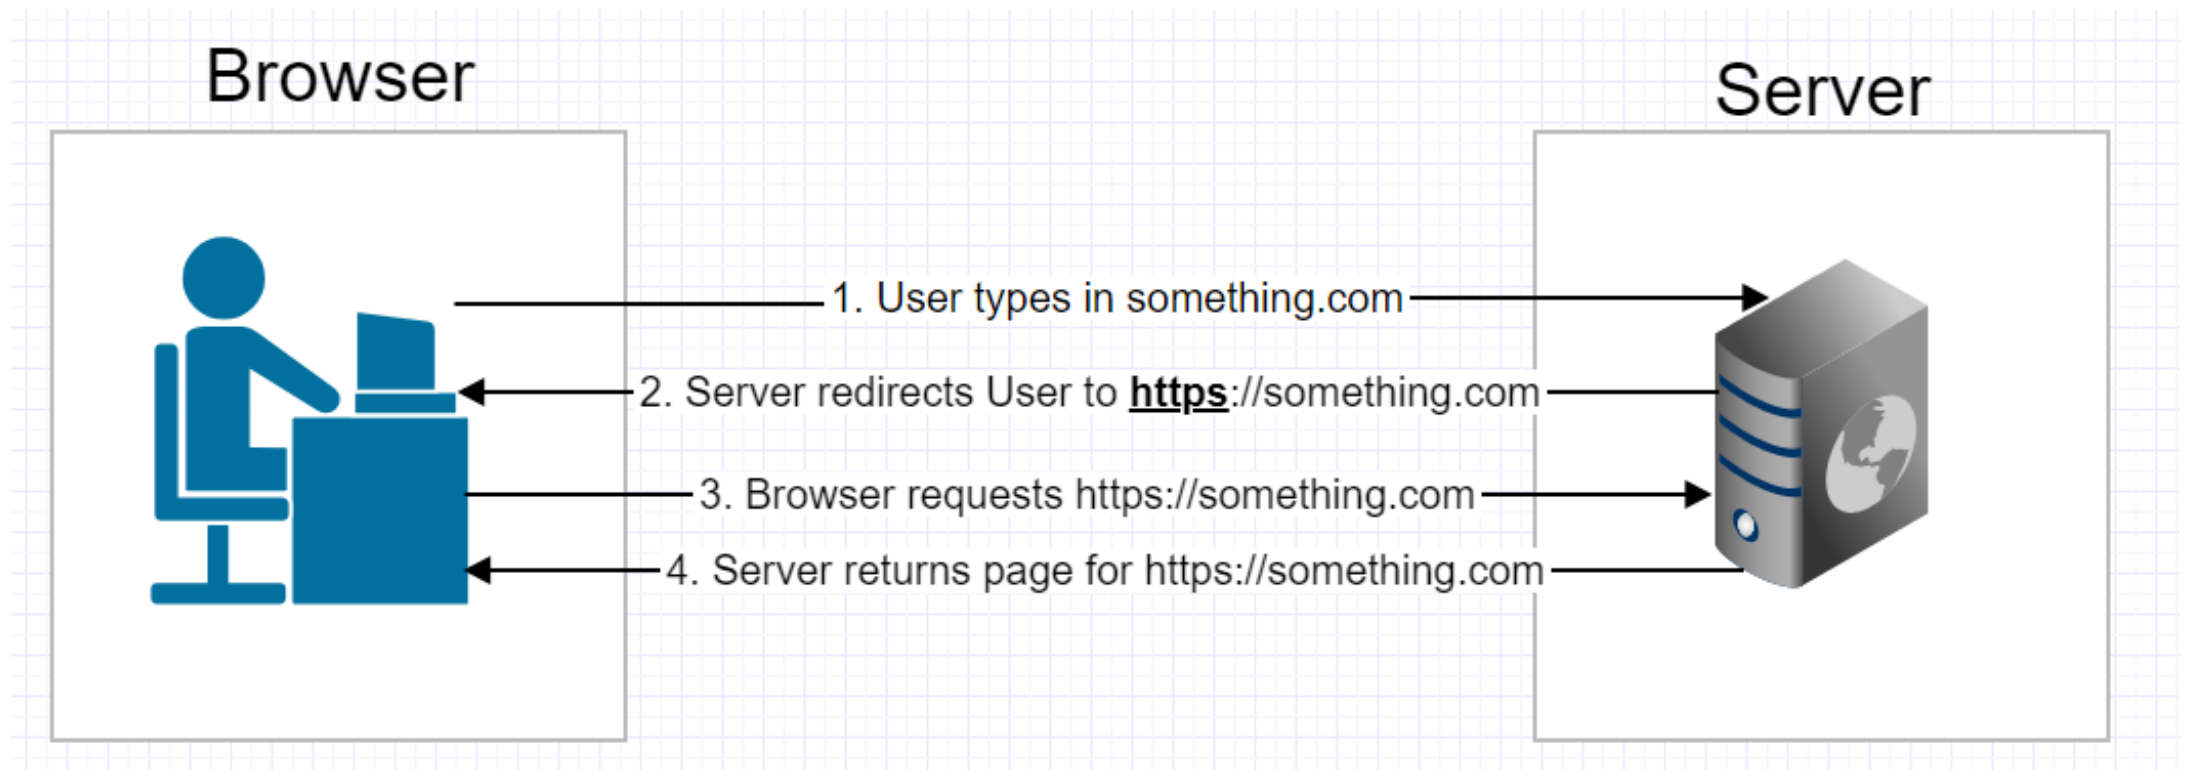 Browser
Server
1. User types in something.com
2. Server redirects User to https://something.com
3. Browser requests https://something.com
4. Server returns page for https://something.com